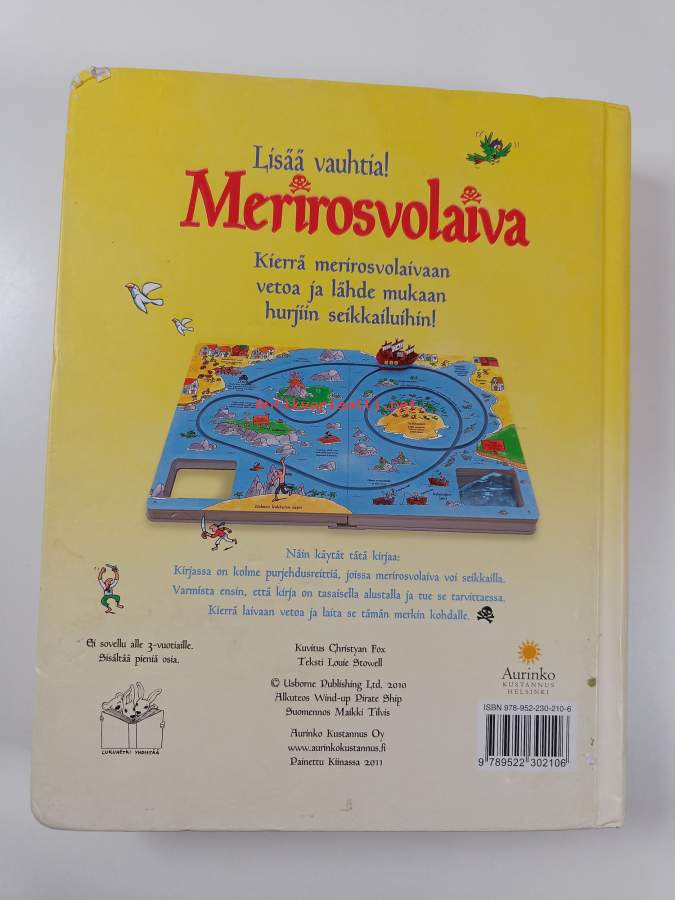 Lisää vauhtia!
Merirosvolaiva
Kierrä merirosvolaivaan
vetoa ja lähde mukaan
hurjiin seikkailuihin!
antikvariaatti.net
Näin käytät tätä kirjaa:
Kirjassa on kolme purjehdusreittiä, joissa merirosvolaiva voi seikkailla.
Varmista ensin, että kirja on tasaisella alustalla ja tue se tarvittaessa.
Kierrä laivaan vetoa ja laita se tämän merkin kohdalle.
Ei sovellu alle 3-vuotiaille.
Sisältää pieniä osia.
Kuvitus Christyan Fox
Teksti Louie Stowell
© Usborne Publishing Ltd. 2010
Alkuteos Wind-up Pirate Ship
Suomennos Maikki Tilvis
Aurinko Kustannus Oy
www.aurinkokustannus.fi
Painettu Kiinassa 2011
LUKUHETKI YHDISTÄÄ
Aurinko
KUSTANNUS
HELSINKI
ISBN 978-952-230-210-6
9 789522 302106